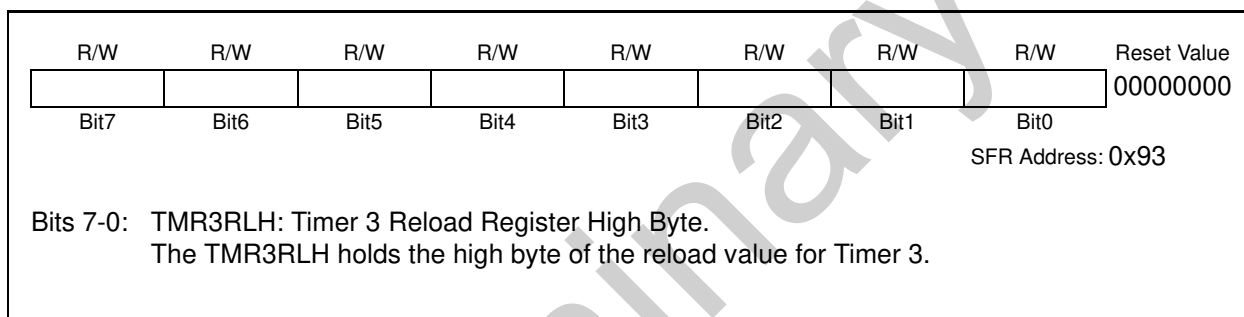 R/W R/W R/W R/W R/W R/W R/W R/W Reset Value
00000000
Bit7 Bit6 Bit5 Bit4 Bit3 Bit2 Bit1 Bit0
SFR Address: 0x93
Bits 7-0: TMR3RLH: Timer 3 Reload Register High Byte.
The TMR3RLH holds the high byte of the reload value for Timer 3.
inary